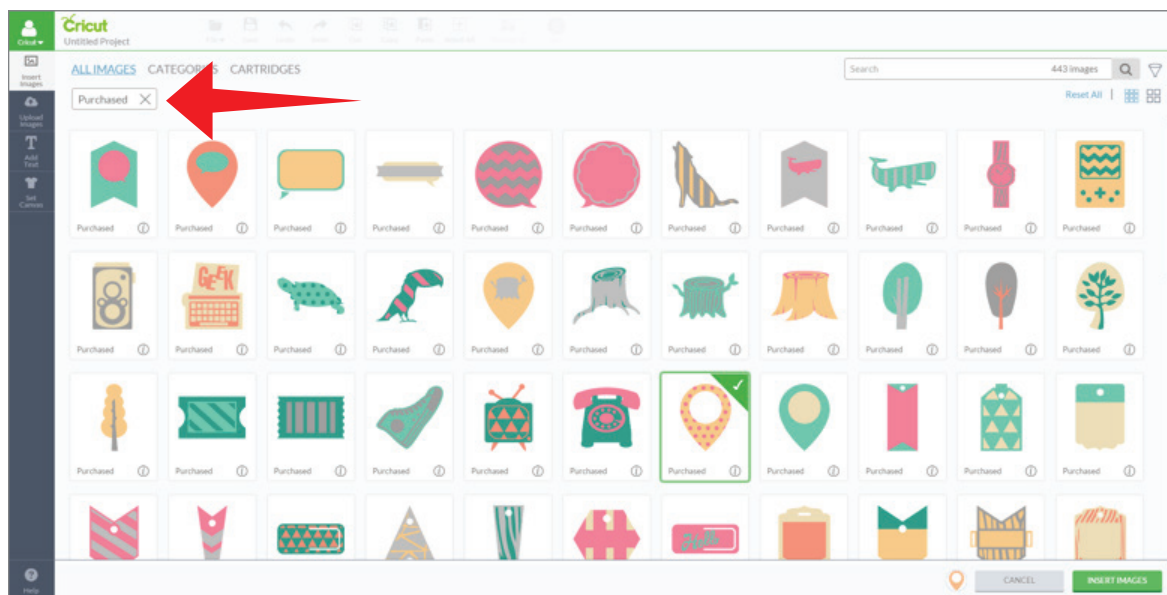 Cricut
Untitled Project
Cricut
Insert Images
Upload Images
Add Text
Set Canvas
Help
ALL IMAGES CATEGORIES CARTRIDGES
Search 443 images
Purchased
Reset All
Purchased Purchased Purchased Purchased Purchased Purchased Purchased Purchased Purchased Purchased Purchased
GEEK
Purchased Purchased Purchased Purchased Purchased Purchased Purchased Purchased Purchased Purchased Purchased
Purchased Purchased Purchased Purchased Purchased Purchased Purchased Purchased Purchased Purchased Purchased
Hello
CANCEL INSERT IMAGES